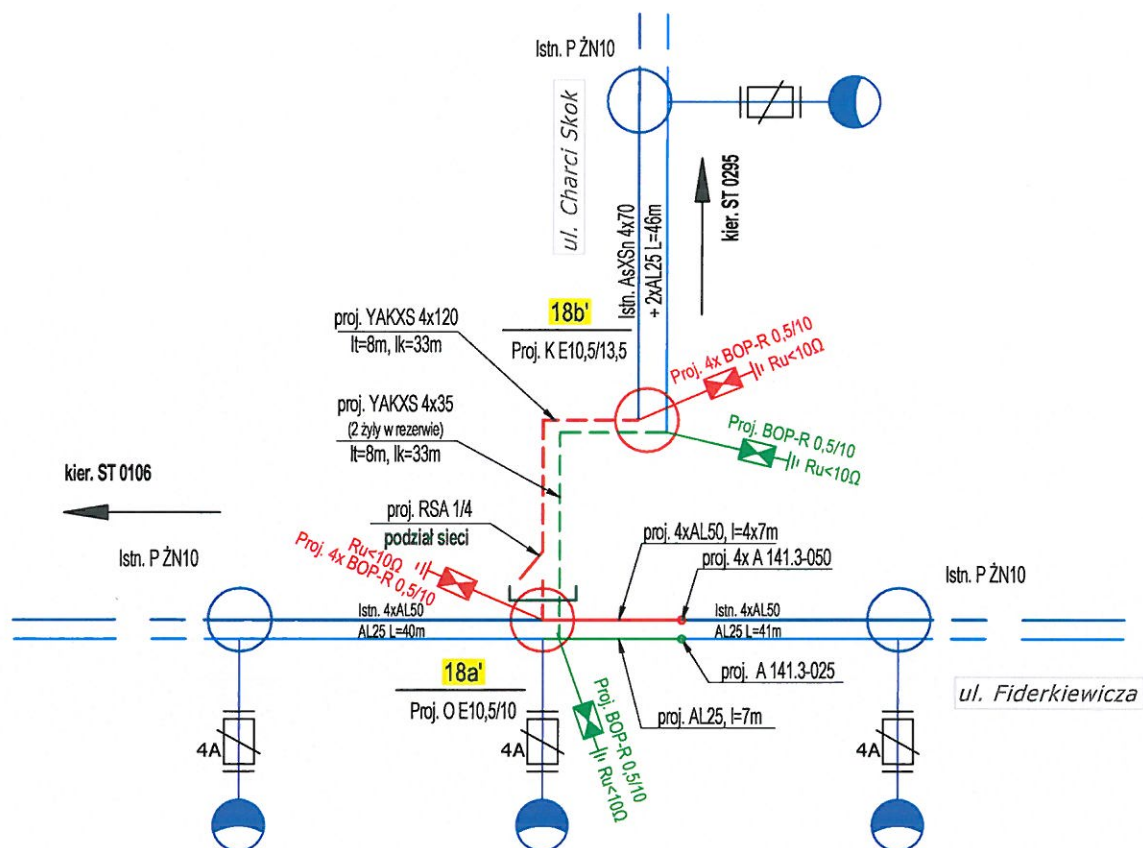 Istn. P ŻN10
ul. Charci Skok
Istn. AsXSn 4x70
+ 2xAL25 L=46m
kier. ST 0295
18b'
Proj. K E10,5/13,5
proj. YAKXS 4x120
lt=8m, lk=33m
Proj. 4x BOP-R 0,5/10
Ru<10Ω
proj. YAKXS 4x35
(2 żyły w rezerwie)
lt=8m, lk=33m
Proj. BOP-R 0,5/10
Ru<10Ω
kier. ST 0106
proj. RSA 1/4
podział sieci
Istn. P ŻN10
Ru<10Ω
Proj. 4x BOP-R 0,5/10
proj. 4xAL50, l=4x7m
proj. 4x A 141.3-050
Istn. P ŻN10
Istn. 4xAL50
AL25 L=40m
Istn. 4xAL50
AL25 L=41m
18a'
Proj. O E10,5/10
proj. A 141.3-025
proj. AL25, l=7m
ul. Fiderkiewicza
Proj. BOP-R 0,5/10
Ru<10Ω
4A
4A
4A